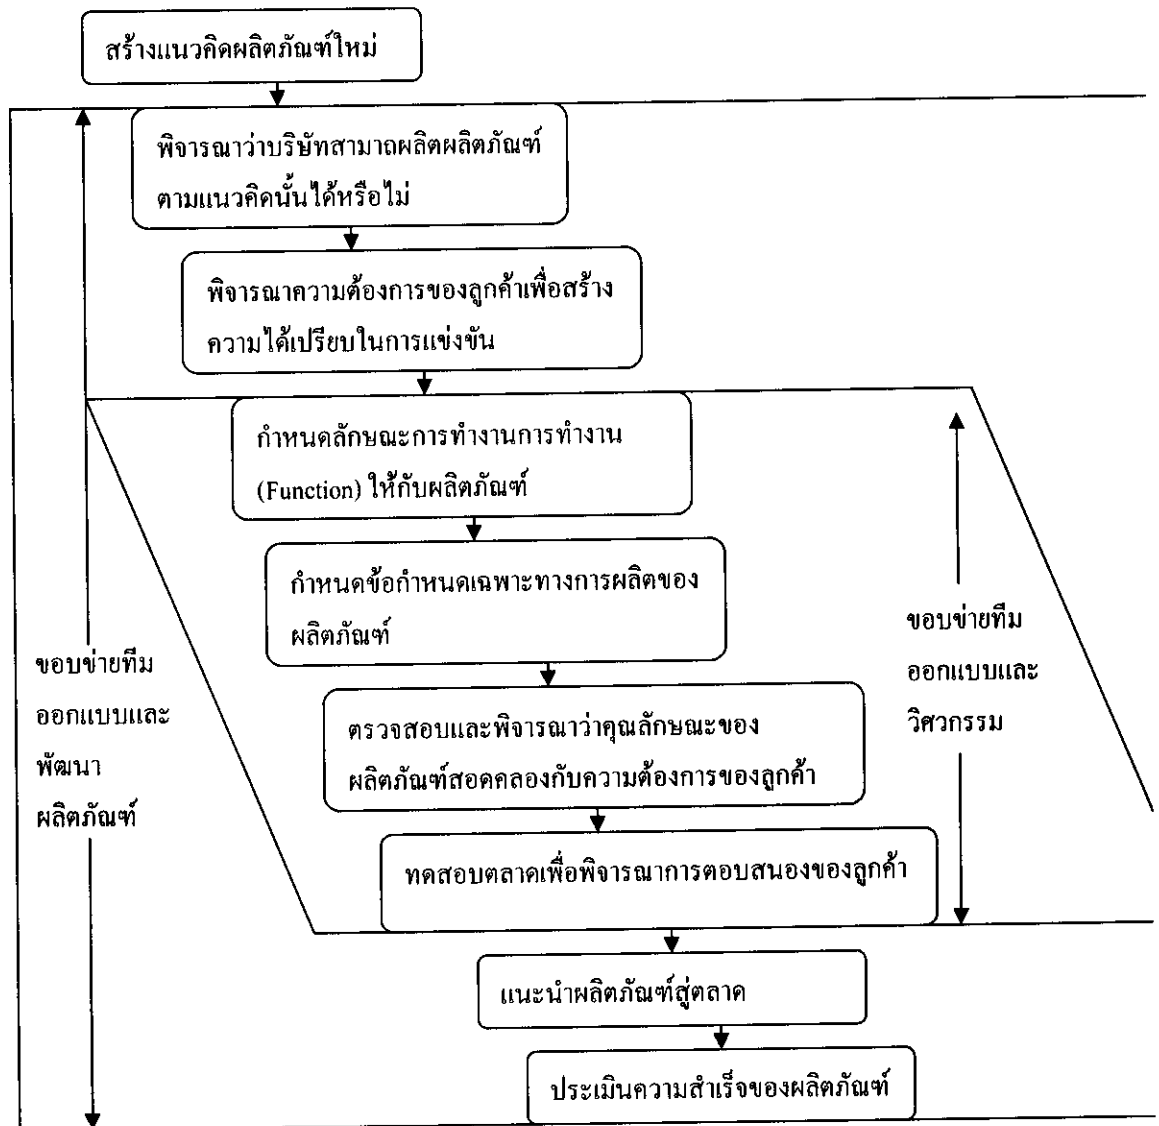 สร้างแนวคิดผลิตภัณฑ์ใหม่
พิจารณาว่าบริษัทสามาถผลิตผลิตภัณฑ์
ตามแนวคิดนั้นได้หรือไม่
พิจารณาความต้องการของลูกค้าเพื่อสร้าง
ความได้เปรียบในการแข่งขัน
กำหนดลักษณะการทำงานการทำงาน
(Function) ให้กับผลิตภัณฑ์
กำหนดข้อกำหนดเฉพาะทางการผลิตของ
ผลิตภัณฑ์
ตรวจสอบและพิจารณาว่าคุณลักษณะของ
ผลิตภัณฑ์สอดคลองกับความต้องการของลูกค้า
ทดสอบตลาดเพื่อพิจารณาการตอบสนองของลูกค้า
แนะนำผลิตภัณฑ์สู่ตลาด
ประเมินความสำเร็จของผลิตภัณฑ์
ขอบข่ายทีม
ออกแบบและ
พัฒนา
ผลิตภัณฑ์
ขอบข่ายทีม
ออกแบบและ
วิศวกรรม